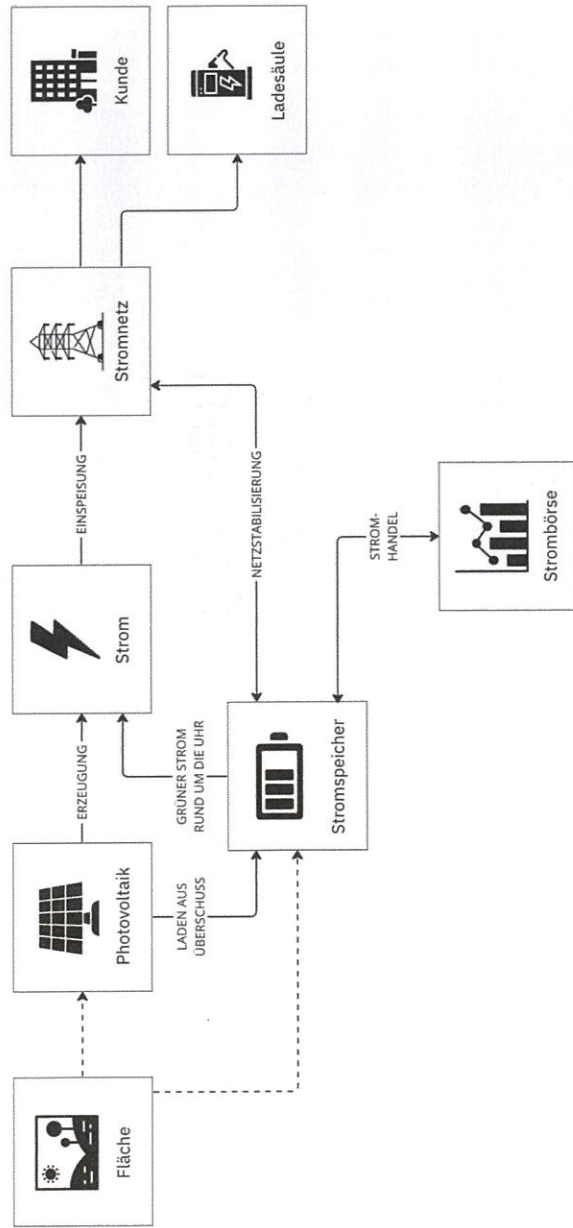 Fläche
Photovoltaik
ERZEUGUNG
Strom
EINSPEISUNG
Stromnetz
Kunde
Ladesäule
LADEN AUS
ÜBERSCHUSS
GRÜNER STROM
RUND UM DIE UHR
NETZSTABILISIERUNG
Stromspeicher
STROM-
HANDEL
Strombörse